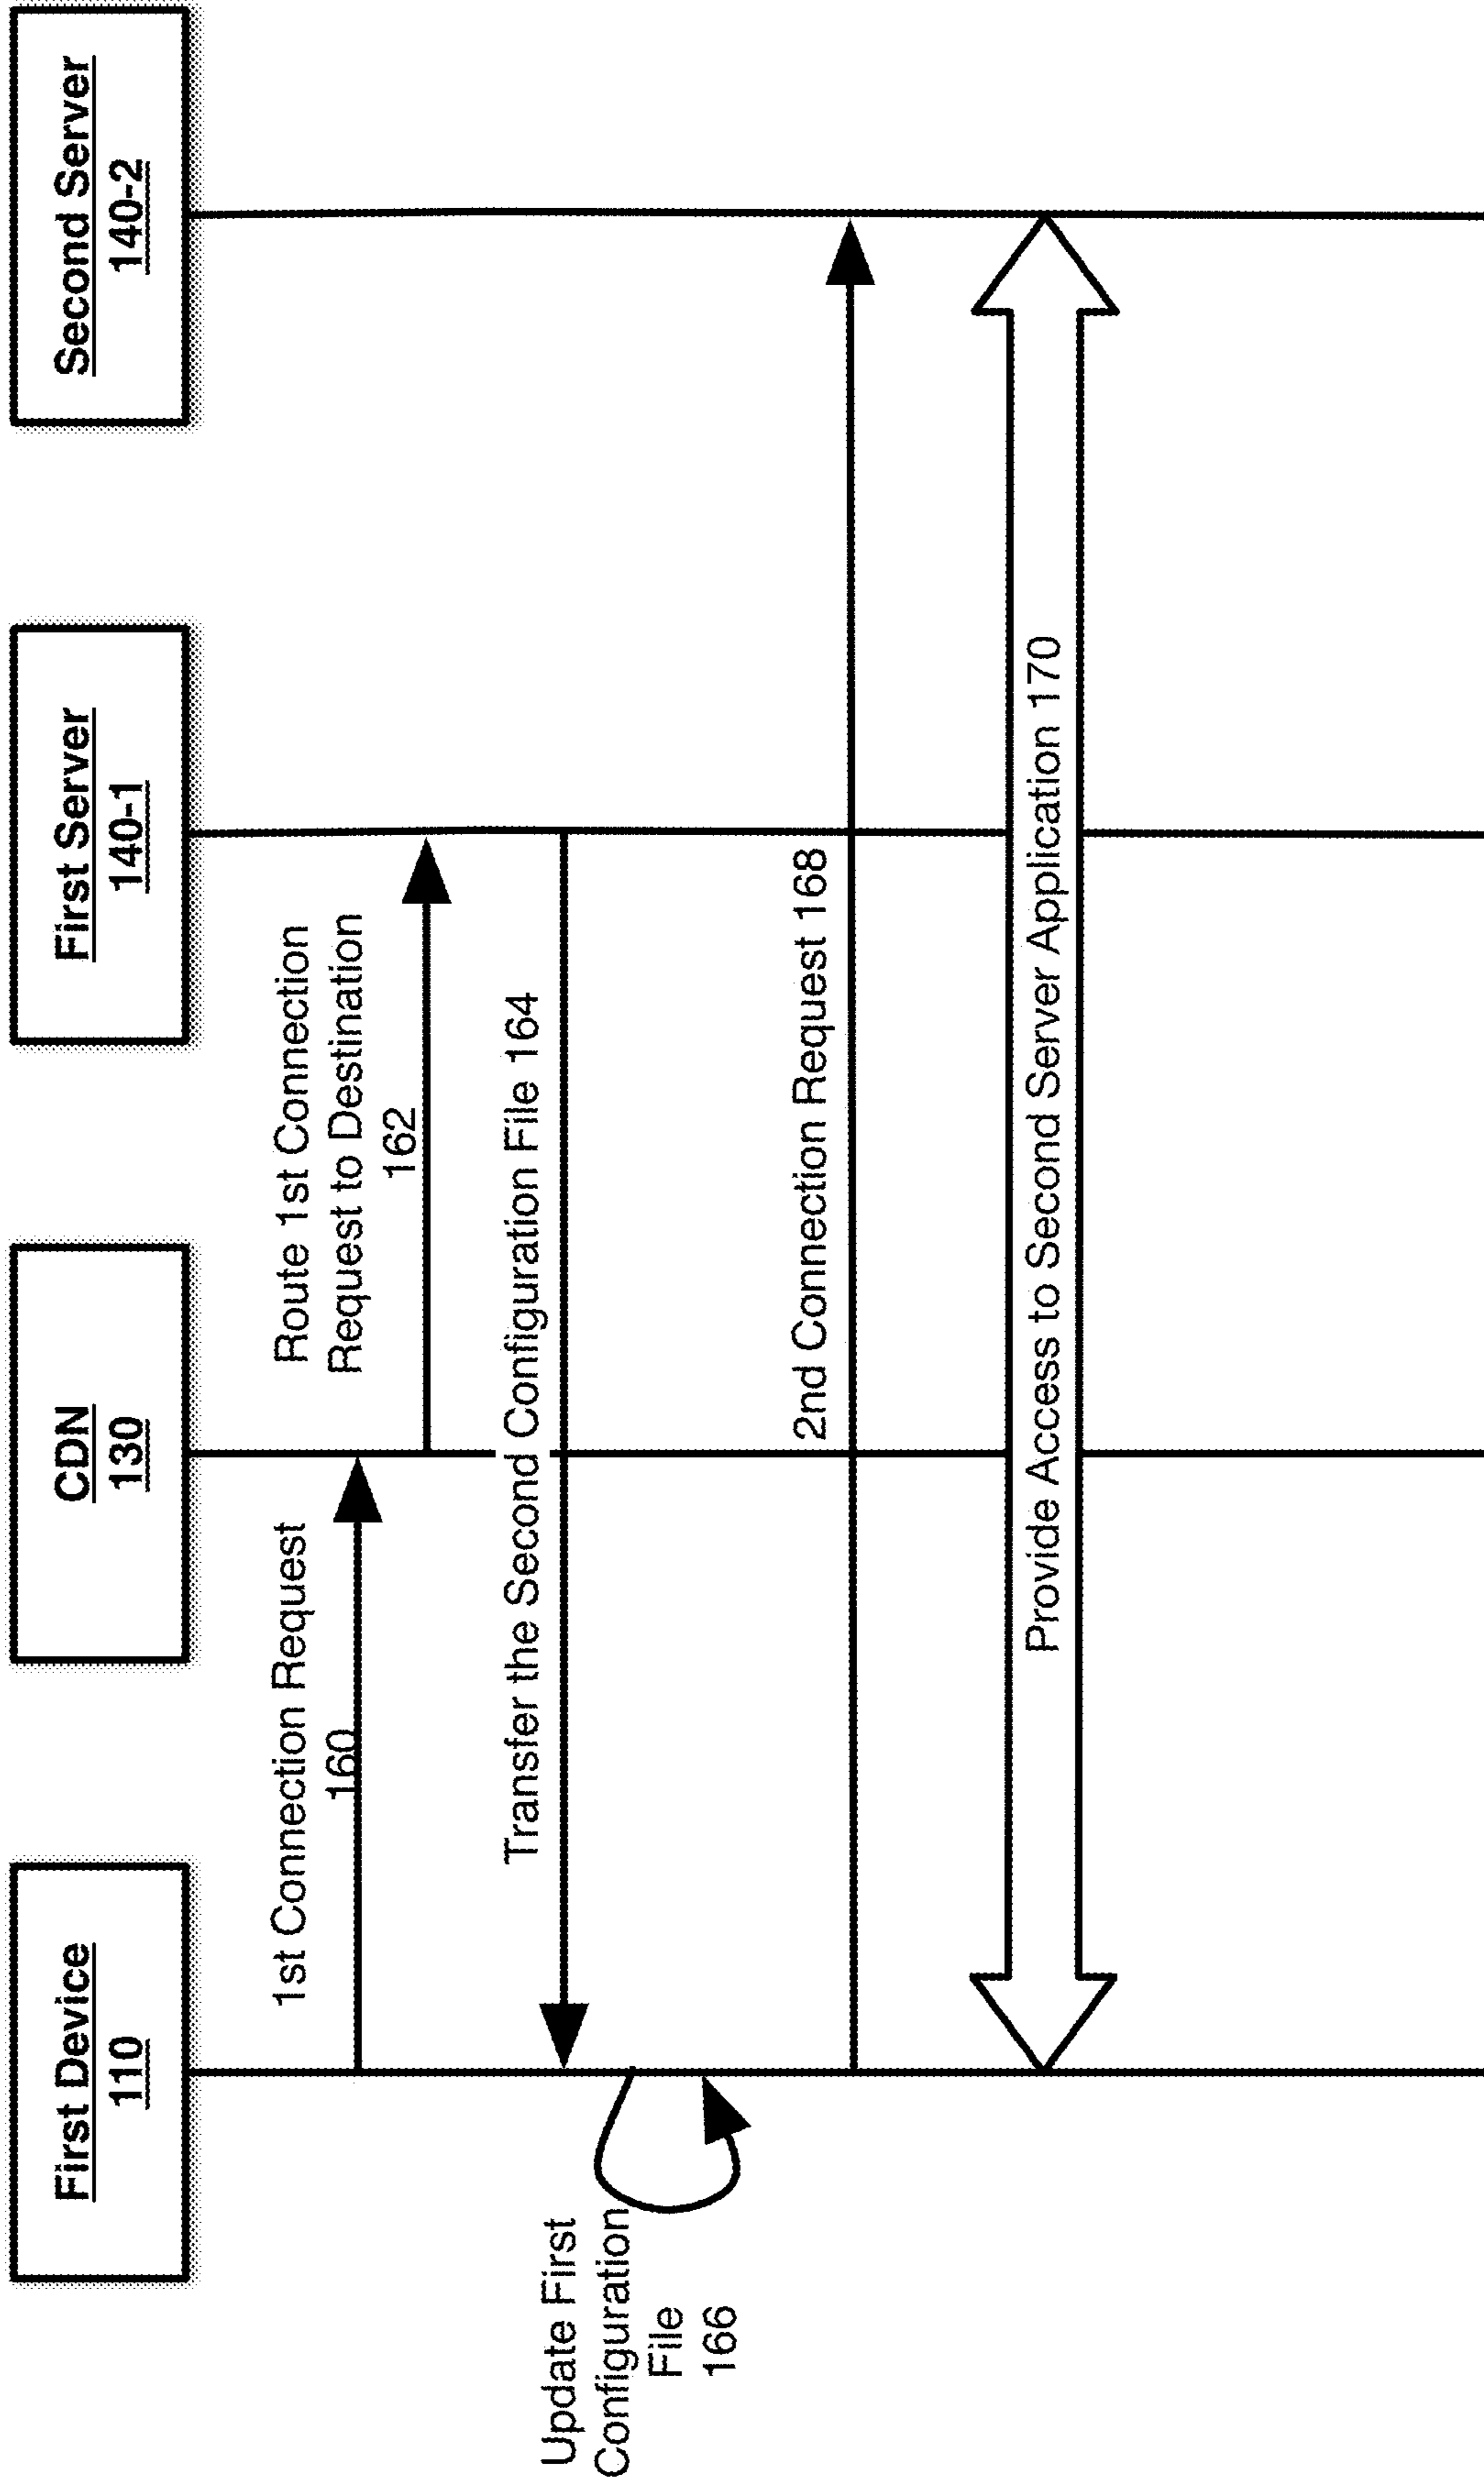 First Device
110
CDN
130
First Server
140-1
Second Server
140-2
1st Connection Request
160
Route 1st Connection
Request to Destination
162
Transfer the Second Configuration File 164
Update First
Configuration
File
166
2nd Connection Request 168
Provide Access to Second Server Application 170